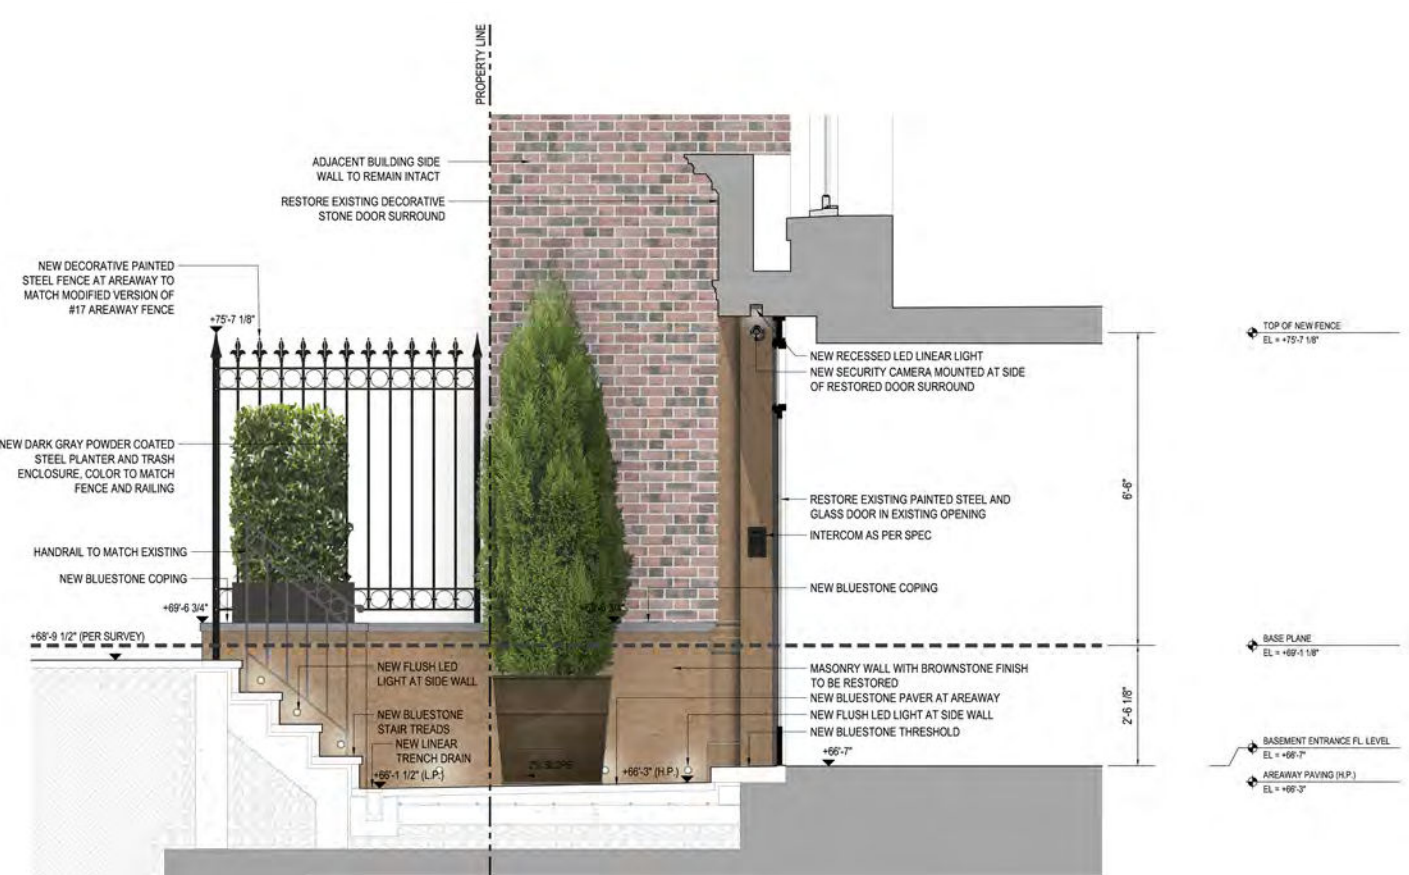 PROPERTY LINE
ADJACENT BUILDING SIDE
WALL TO REMAIN INTACT
RESTORE EXISTING DECORATIVE
STONE DOOR SURROUND
NEW DECORATIVE PAINTED
STEEL FENCE AT AREAWAY TO
MATCH MODIFIED VERSION OF
#17 AREAWAY FENCE
+75'-7 1/8"
NEW DARK GRAY POWDER COATED
STEEL PLANTER AND TRASH
ENCLOSURE, COLOR TO MATCH
FENCE AND RAILING
HANDRAIL TO MATCH EXISTING
NEW BLUESTONE COPING
+69'-6 3/4"
+68'-9 1/2" (PER SURVEY)
NEW FLUSH LED
LIGHT AT SIDE WALL
NEW BLUESTONE
STAIR TREADS
NEW LINEAR
TRENCH DRAIN
+66'-1 1/2" (L.P.)
2% SLOPE
+66'-3" (H.P.)
NEW RECESSED LED LINEAR LIGHT
NEW SECURITY CAMERA MOUNTED AT SIDE
OF RESTORED DOOR SURROUND
RESTORE EXISTING PAINTED STEEL AND
GLASS DOOR IN EXISTING OPENING
INTERCOM AS PER SPEC
NEW BLUESTONE COPING
MASONRY WALL WITH BROWNSTONE FINISH
TO BE RESTORED
NEW BLUESTONE PAVER AT AREAWAY
NEW FLUSH LED LIGHT AT SIDE WALL
NEW BLUESTONE THRESHOLD
+66'-7"
6'-6"
2'-6 1/8"
TOP OF NEW FENCE
EL = +75'-7 1/8"
BASE PLANE
EL = +69'-1 1/8"
BASEMENT ENTRANCE FL. LEVEL
EL = +66'-7"
AREAWAY PAVING (H.P.)
EL = +66'-3"